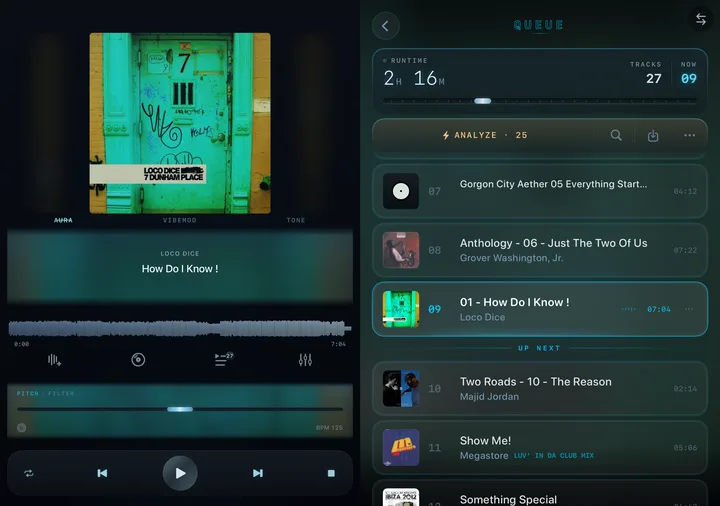 7
LOCO DICE
7 DUNHAM PLACE
AURA
VIBEMOD
TONE
LOCO DICE
How Do I Know !
0:00
7:04
27
PITCH
FILTER
BPM 125
QUEUE
RUNTIME
2H 16M
TRACKS
27
NOW
09
ANALYZE · 25
07
Gorgon City Aether 05 Everything Start...
04:12
08
Anthology - 06 - Just The Two Of Us
Grover Washington, Jr.
07:22
09
01 - How Do I Know !
Loco Dice
07:04
UP NEXT
10
Two Roads - 10 - The Reason
Majid Jordan
02:14
11
Show Me!
Megastore LUV' IN DA CLUB MIX
05:06
IBIZA 2012
Something Special